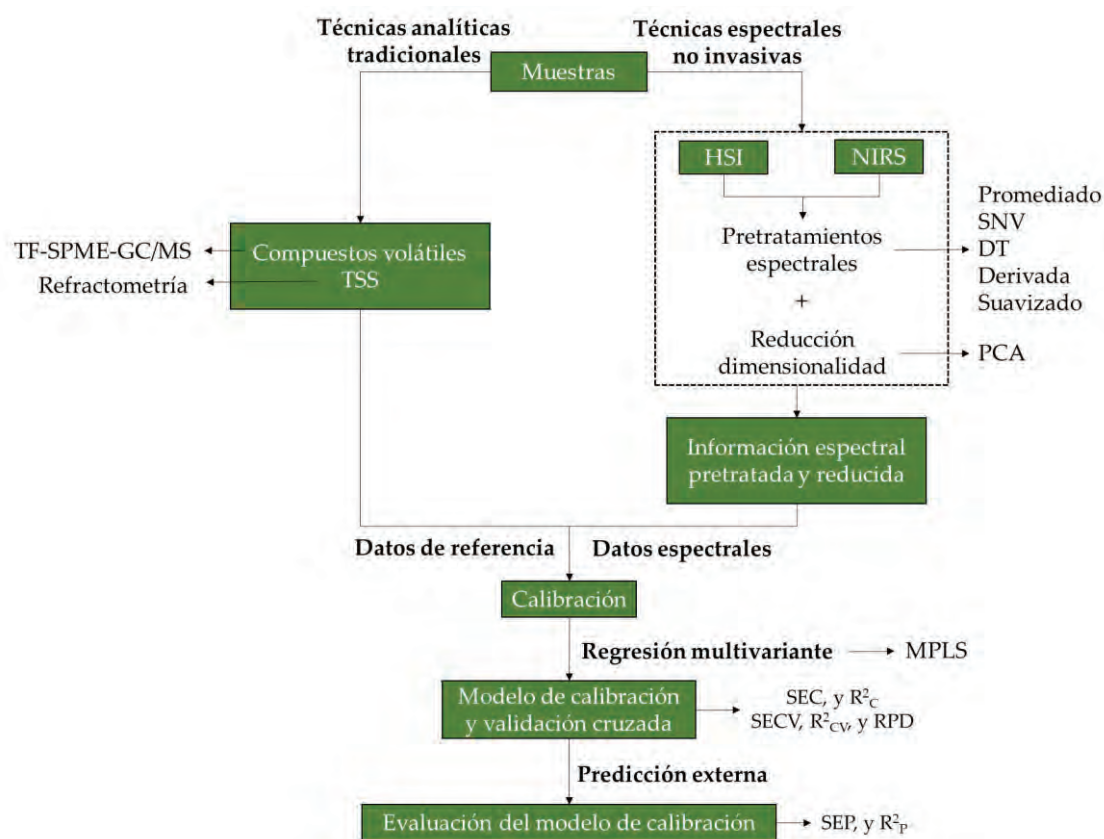 Técnicas analíticas
tradicionales
Técnicas espectrales
no invasivas
Muestras
HSI
NIRS
Pretratamientos
espectrales
+
Reducción
dimensionalidad
Promediado
SNV
DT
Derivada
Suavizado
PCA
TF-SPME-GC/MS
Refractometría
Compuestos volátiles
TSS
Información espectral
pretratada y reducida
Datos de referencia
Datos espectrales
Calibración
Regresión multivariante
MPLS
Modelo de calibración
y validación cruzada
SEC, y R²C
SECV, R²CV, y RPD
Predicción externa
Evaluación del modelo de calibración
SEP, y R²P